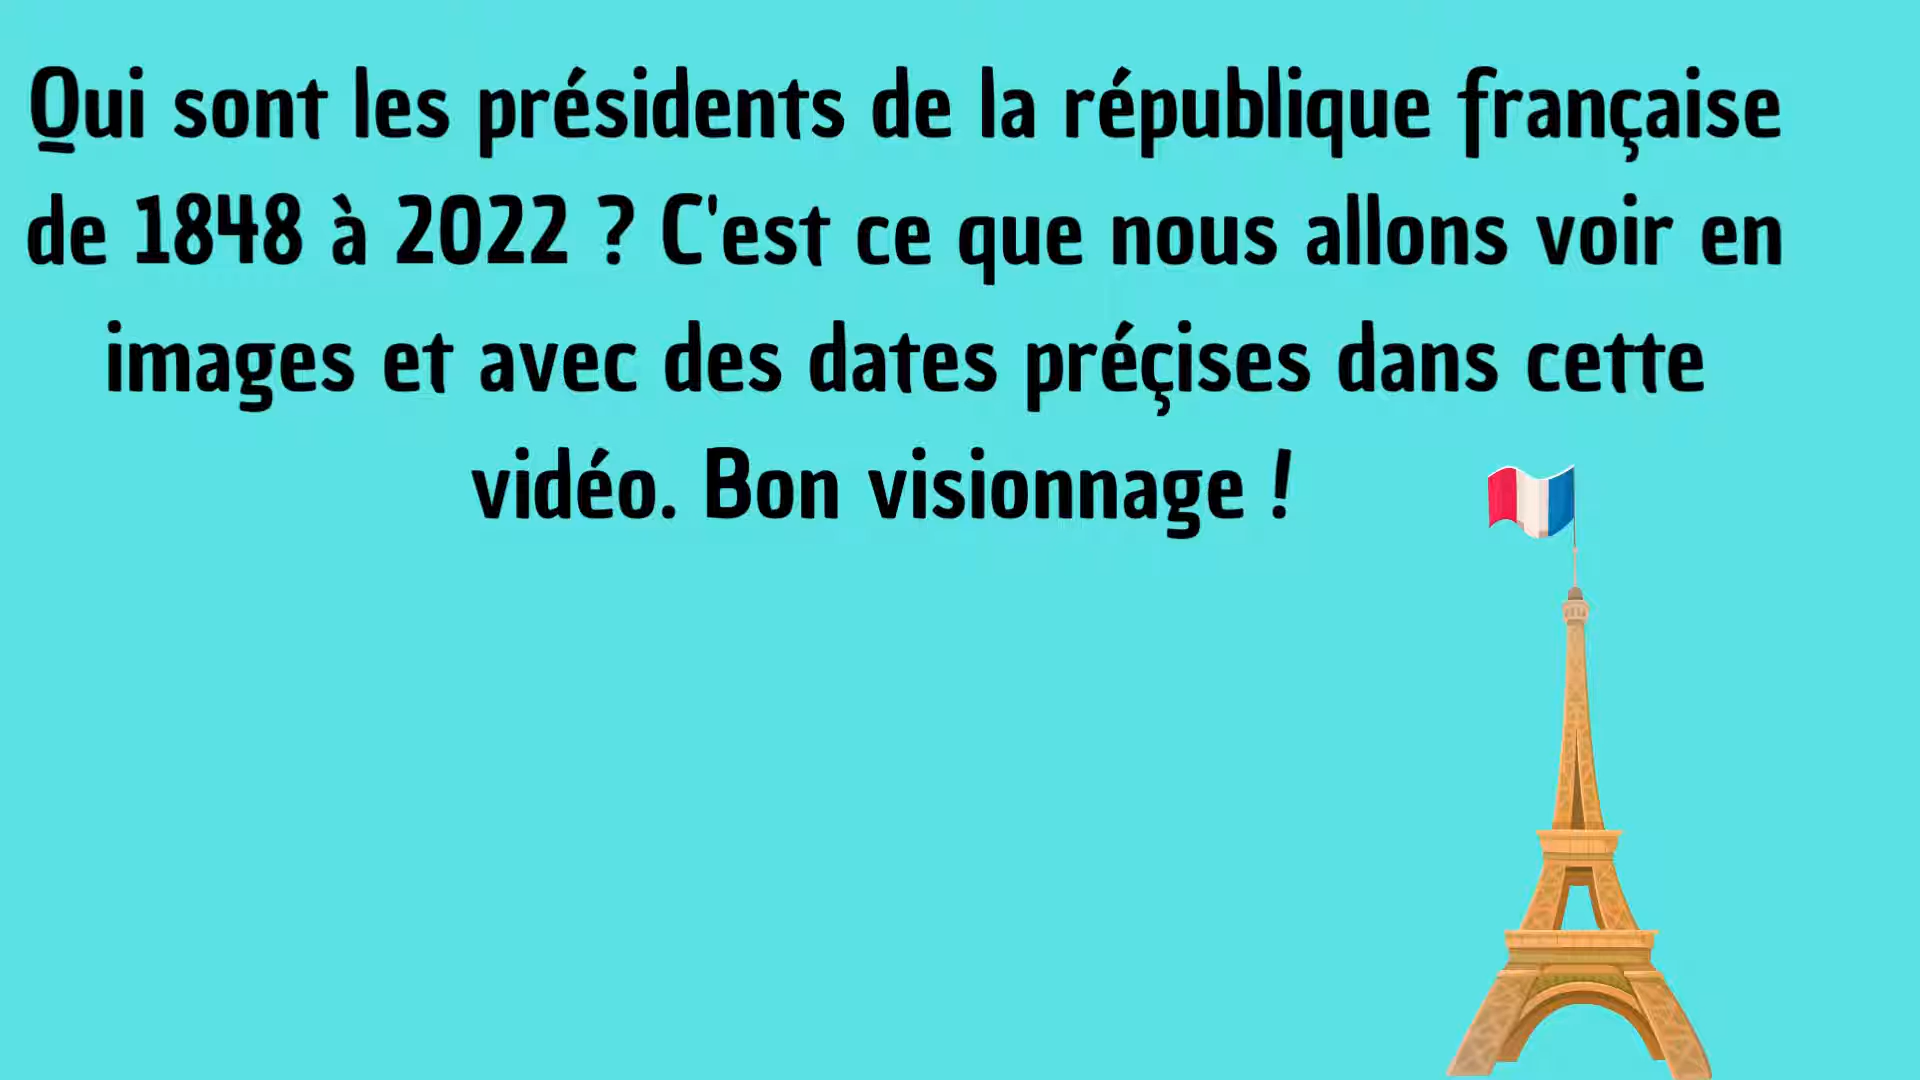 Qui sont les présidents de la république française
de 1848 à 2022 ? C'est ce que nous allons voir en
images et avec des dates préçises dans cette
vidéo. Bon visionnage !